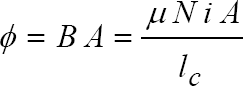 ϕ = B A = μ N i A / l_c